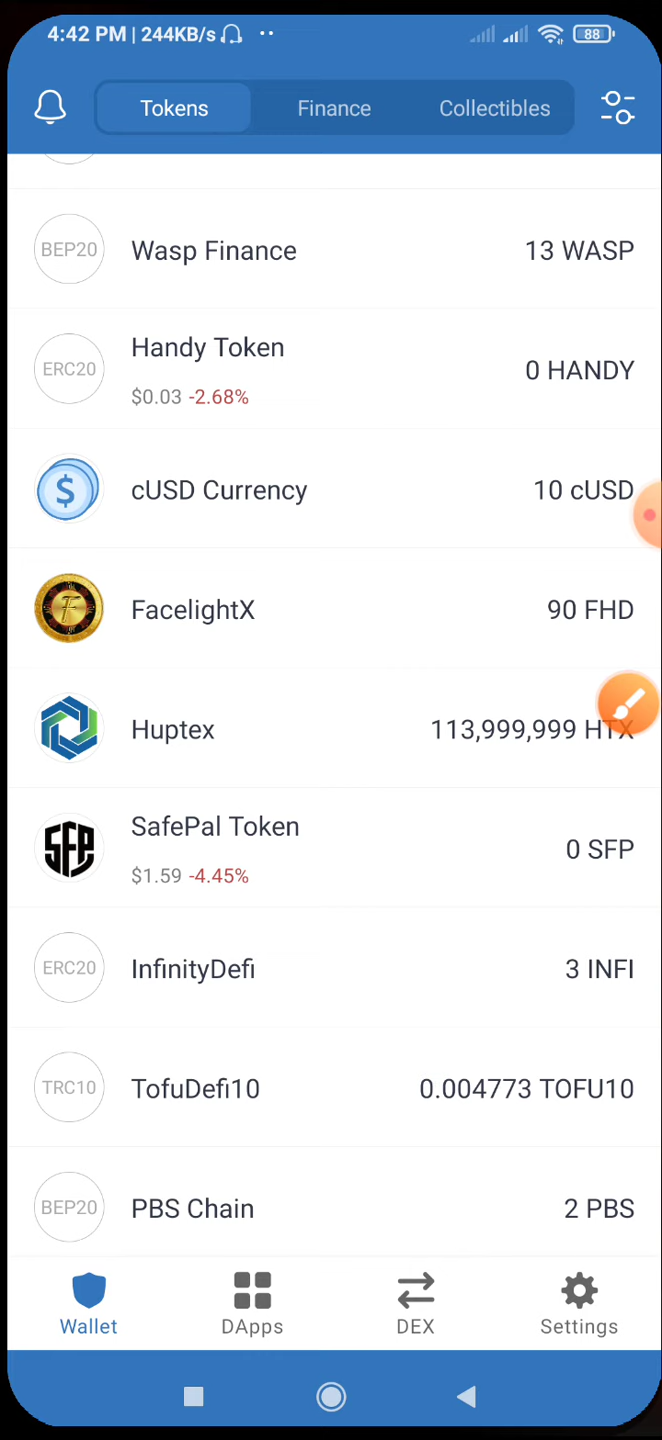 4:42 PM | 244KB/s
88
Tokens
Finance
Collectibles
BEP20
Wasp Finance
13 WASP
ERC20
Handy Token
$0.03 -2.68%
0 HANDY
$
cUSD Currency
10 cUSD
F
FacelightX
90 FHD
Huptex
113,999,999 HTX
SFP
SafePal Token
$1.59 -4.45%
0 SFP
ERC20
InfinityDefi
3 INFI
TRC10
TofuDefi10
0.004773 TOFU10
BEP20
PBS Chain
2 PBS
Wallet
DApps
DEX
Settings